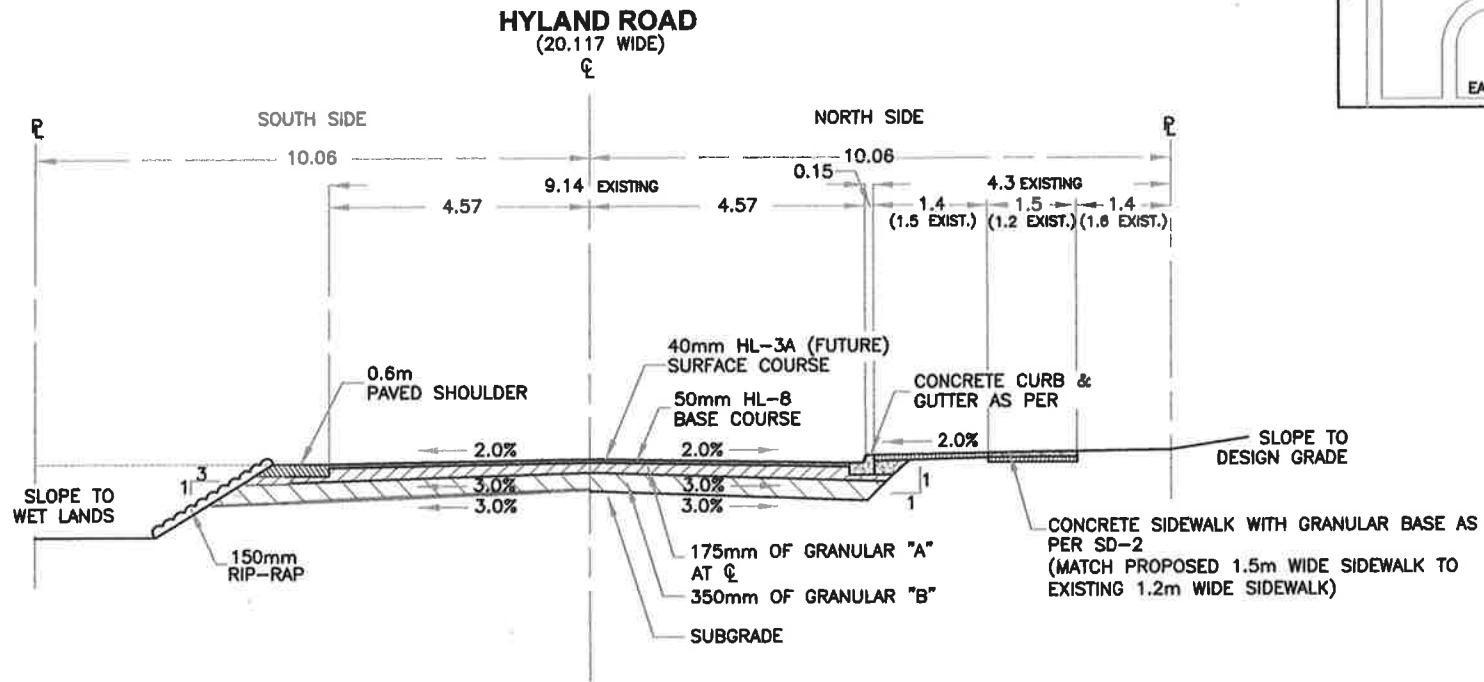 HYLAND ROAD
(20.117 WIDE)
℄
EA
SOUTH SIDE
NORTH SIDE
℄
℄
10.06
10.06
0.15
9.14 EXISTING
4.3 EXISTING
4.57
4.57
1.4
1.5
1.4
(1.5 EXIST.)
(1.2 EXIST.)
(1.6 EXIST.)
40mm HL-3A (FUTURE)
SURFACE COURSE
0.6m
PAVED SHOULDER
50mm HL-8
BASE COURSE
CONCRETE CURB &
GUTTER AS PER
2.0%
2.0%
2.0%
SLOPE TO
DESIGN GRADE
3
1
SLOPE TO
WET LANDS
3.0%
3.0%
3.0%
3.0%
1
1
150mm
RIP-RAP
175mm OF GRANULAR "A"
AT ℄
350mm OF GRANULAR "B"
SUBGRADE
CONCRETE SIDEWALK WITH GRANULAR BASE AS
PER SD-2
(MATCH PROPOSED 1.5m WIDE SIDEWALK TO
EXISTING 1.2m WIDE SIDEWALK)